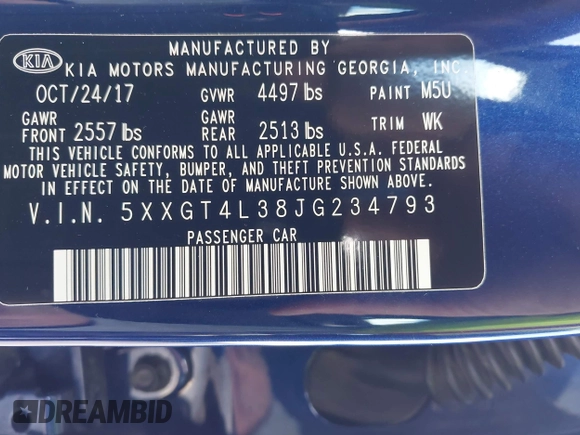 MANUFACTURED BY
KIA KIA MOTORS MANUFACTURING GEORGIA, INC
OCT/24/17 GVWR 4497 lbs PAINT M5U
GAWR FRONT 2557 lbs GAWR REAR 2513 lbs TRIM WK
THIS VEHICLE CONFORMS TO ALL APPLICABLE U.S.A. FEDERAL
MOTOR VEHICLE SAFETY, BUMPER, AND THEFT PREVENTION STANDARDS
IN EFFECT ON THE DATE OF MANUFACTURE SHOWN ABOVE.
V.I.N. 5XXGT4L38JG234793
PASSENGER CAR
DREAMBID